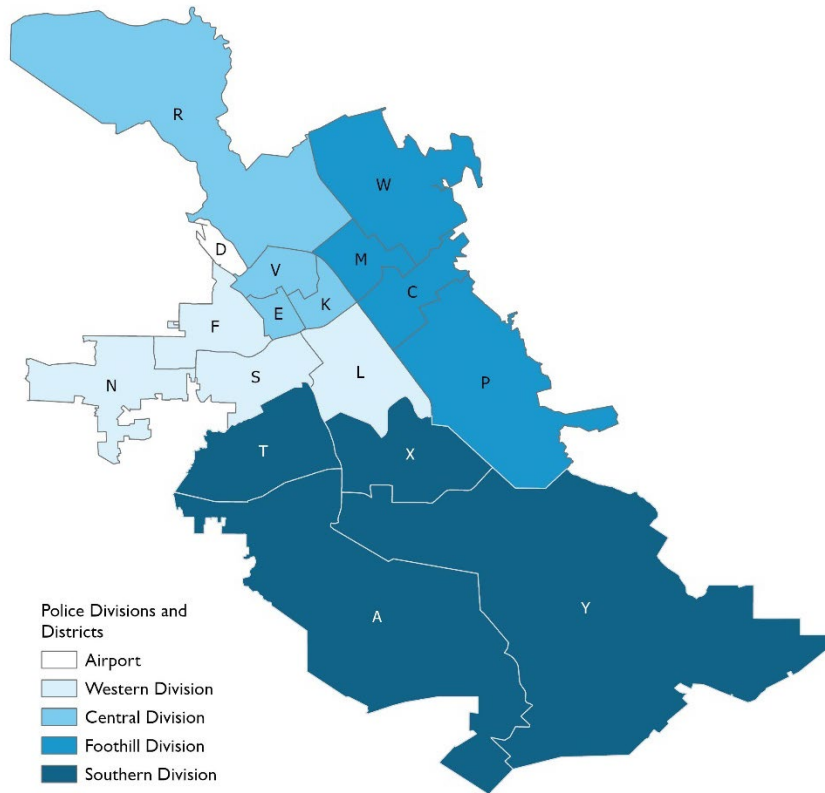 R
W
D
V
M
C
E
K
F
N
S
L
P
T
X
A
Y
Police Divisions and
Districts
Airport
Western Division
Central Division
Foothill Division
Southern Division